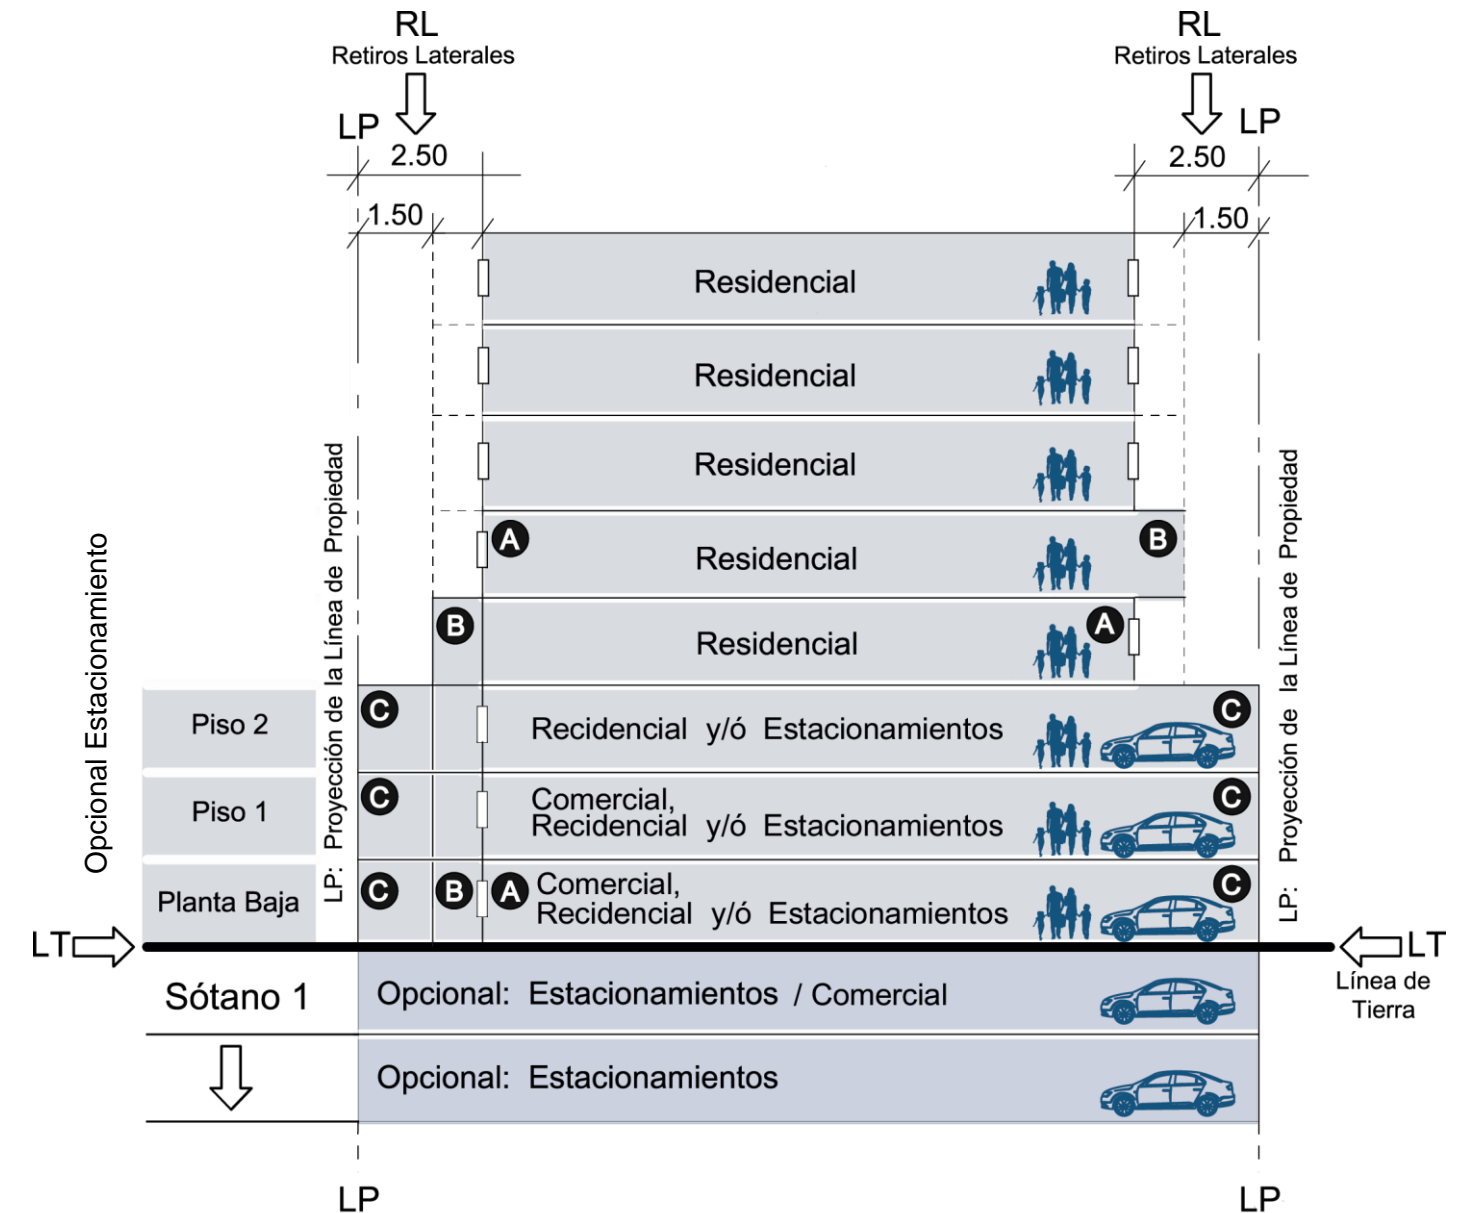 RL
Retiros Laterales
RL
Retiros Laterales
LP
LP
2.50
2.50
1.50
1.50
Residencial
Residencial
Residencial
A
Residencial
B
B
Residencial
A
Opcional Estacionamiento
LP: Proyección de la Línea de Propiedad
LP: Proyección de la Línea de Propiedad
Piso 2
C
Recidencial y/ó Estacionamientos
C
Piso 1
C
Comercial,
Recidencial y/ó Estacionamientos
C
Planta Baja
C
B
A
Comercial,
Recidencial y/ó Estacionamientos
C
LT
LT
Línea de
Tierra
Sótano 1
Opcional: Estacionamientos / Comercial
Opcional: Estacionamientos
LP
LP